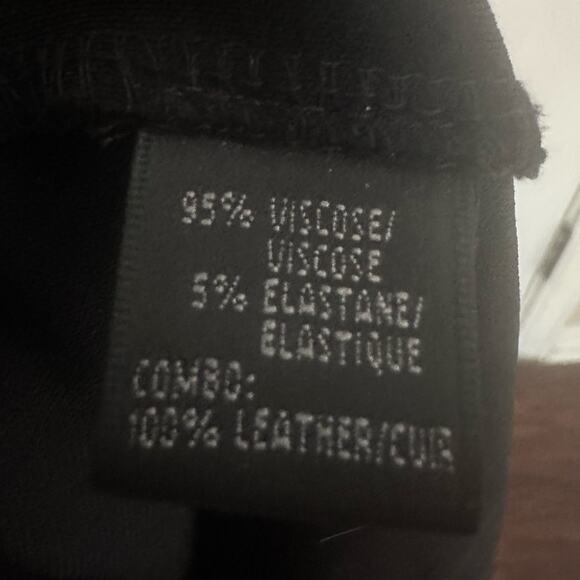 95% VISCOSE/
VISCOSE
5% ELASTANE/
ELASTIQUE
COMBO:
100% LEATHER/CUIR